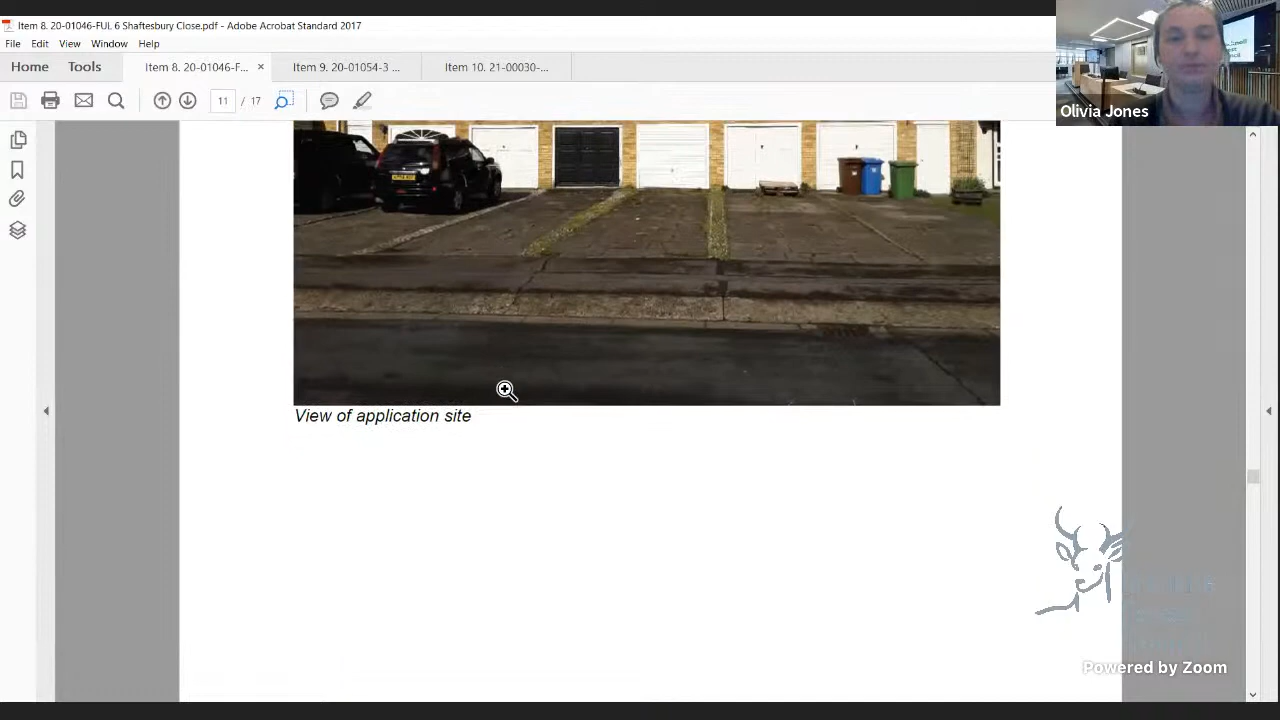 Item 8. 20-01046-FUL 6 Shaftesbury Close.pdf - Adobe Acrobat Standard 2017
File Edit View Window Help
Home Tools Item 8. 20-01046-F... × Item 9. 20-01054-3... Item 10. 21-00030-...
11 / 17
Olivia Jones
View of application site
Powered by Zoom